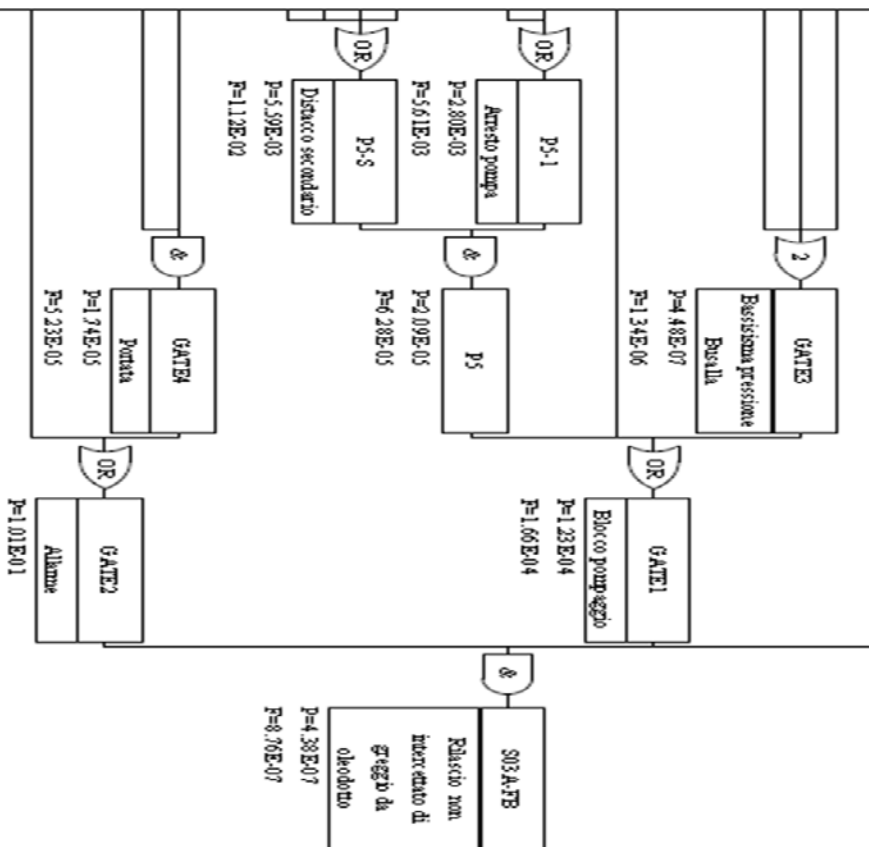 S03A-FB
Rilascio non
intercettato di
greggio da
oleodotto
P=4.38E-07
F=8.76E-07
&
GATE1
Blocco pompaggio
P=1.23E-04
F=1.66E-04
OR
GATE2
Allarme
P=1.01E-01
OR
GATE3
Bassisima pressione
Busalla
P=4.48E-07
F=1.34E-06
2
P5
P=2.09E-05
F=6.28E-05
&
GATE4
Portata
P=1.74E-05
F=5.23E-05
&
P5-1
Arresto pompa
P=2.80E-03
F=5.61E-03
OR
P5-S
Distacco secondario
P=5.59E-03
F=1.12E-02
OR